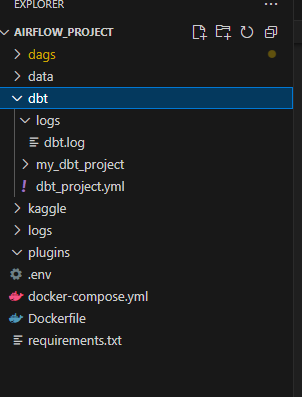 EXPLORER
AIRFLOW_PROJECT
dags
data
dbt
logs
dbt.log
my_dbt_project
dbt_project.yml
kaggle
logs
plugins
.env
docker-compose.yml
Dockerfile
requirements.txt